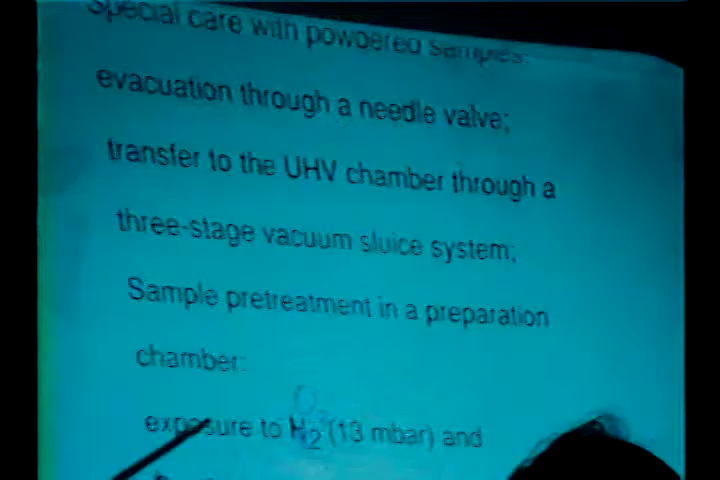 Special care with powdered samples:
evacuation through a needle valve;
transfer to the UHV chamber through a
three-stage vacuum sluice system;
Sample pretreatment in a preparation
chamber:
O₂
exposure to H₂ (13 mbar) and